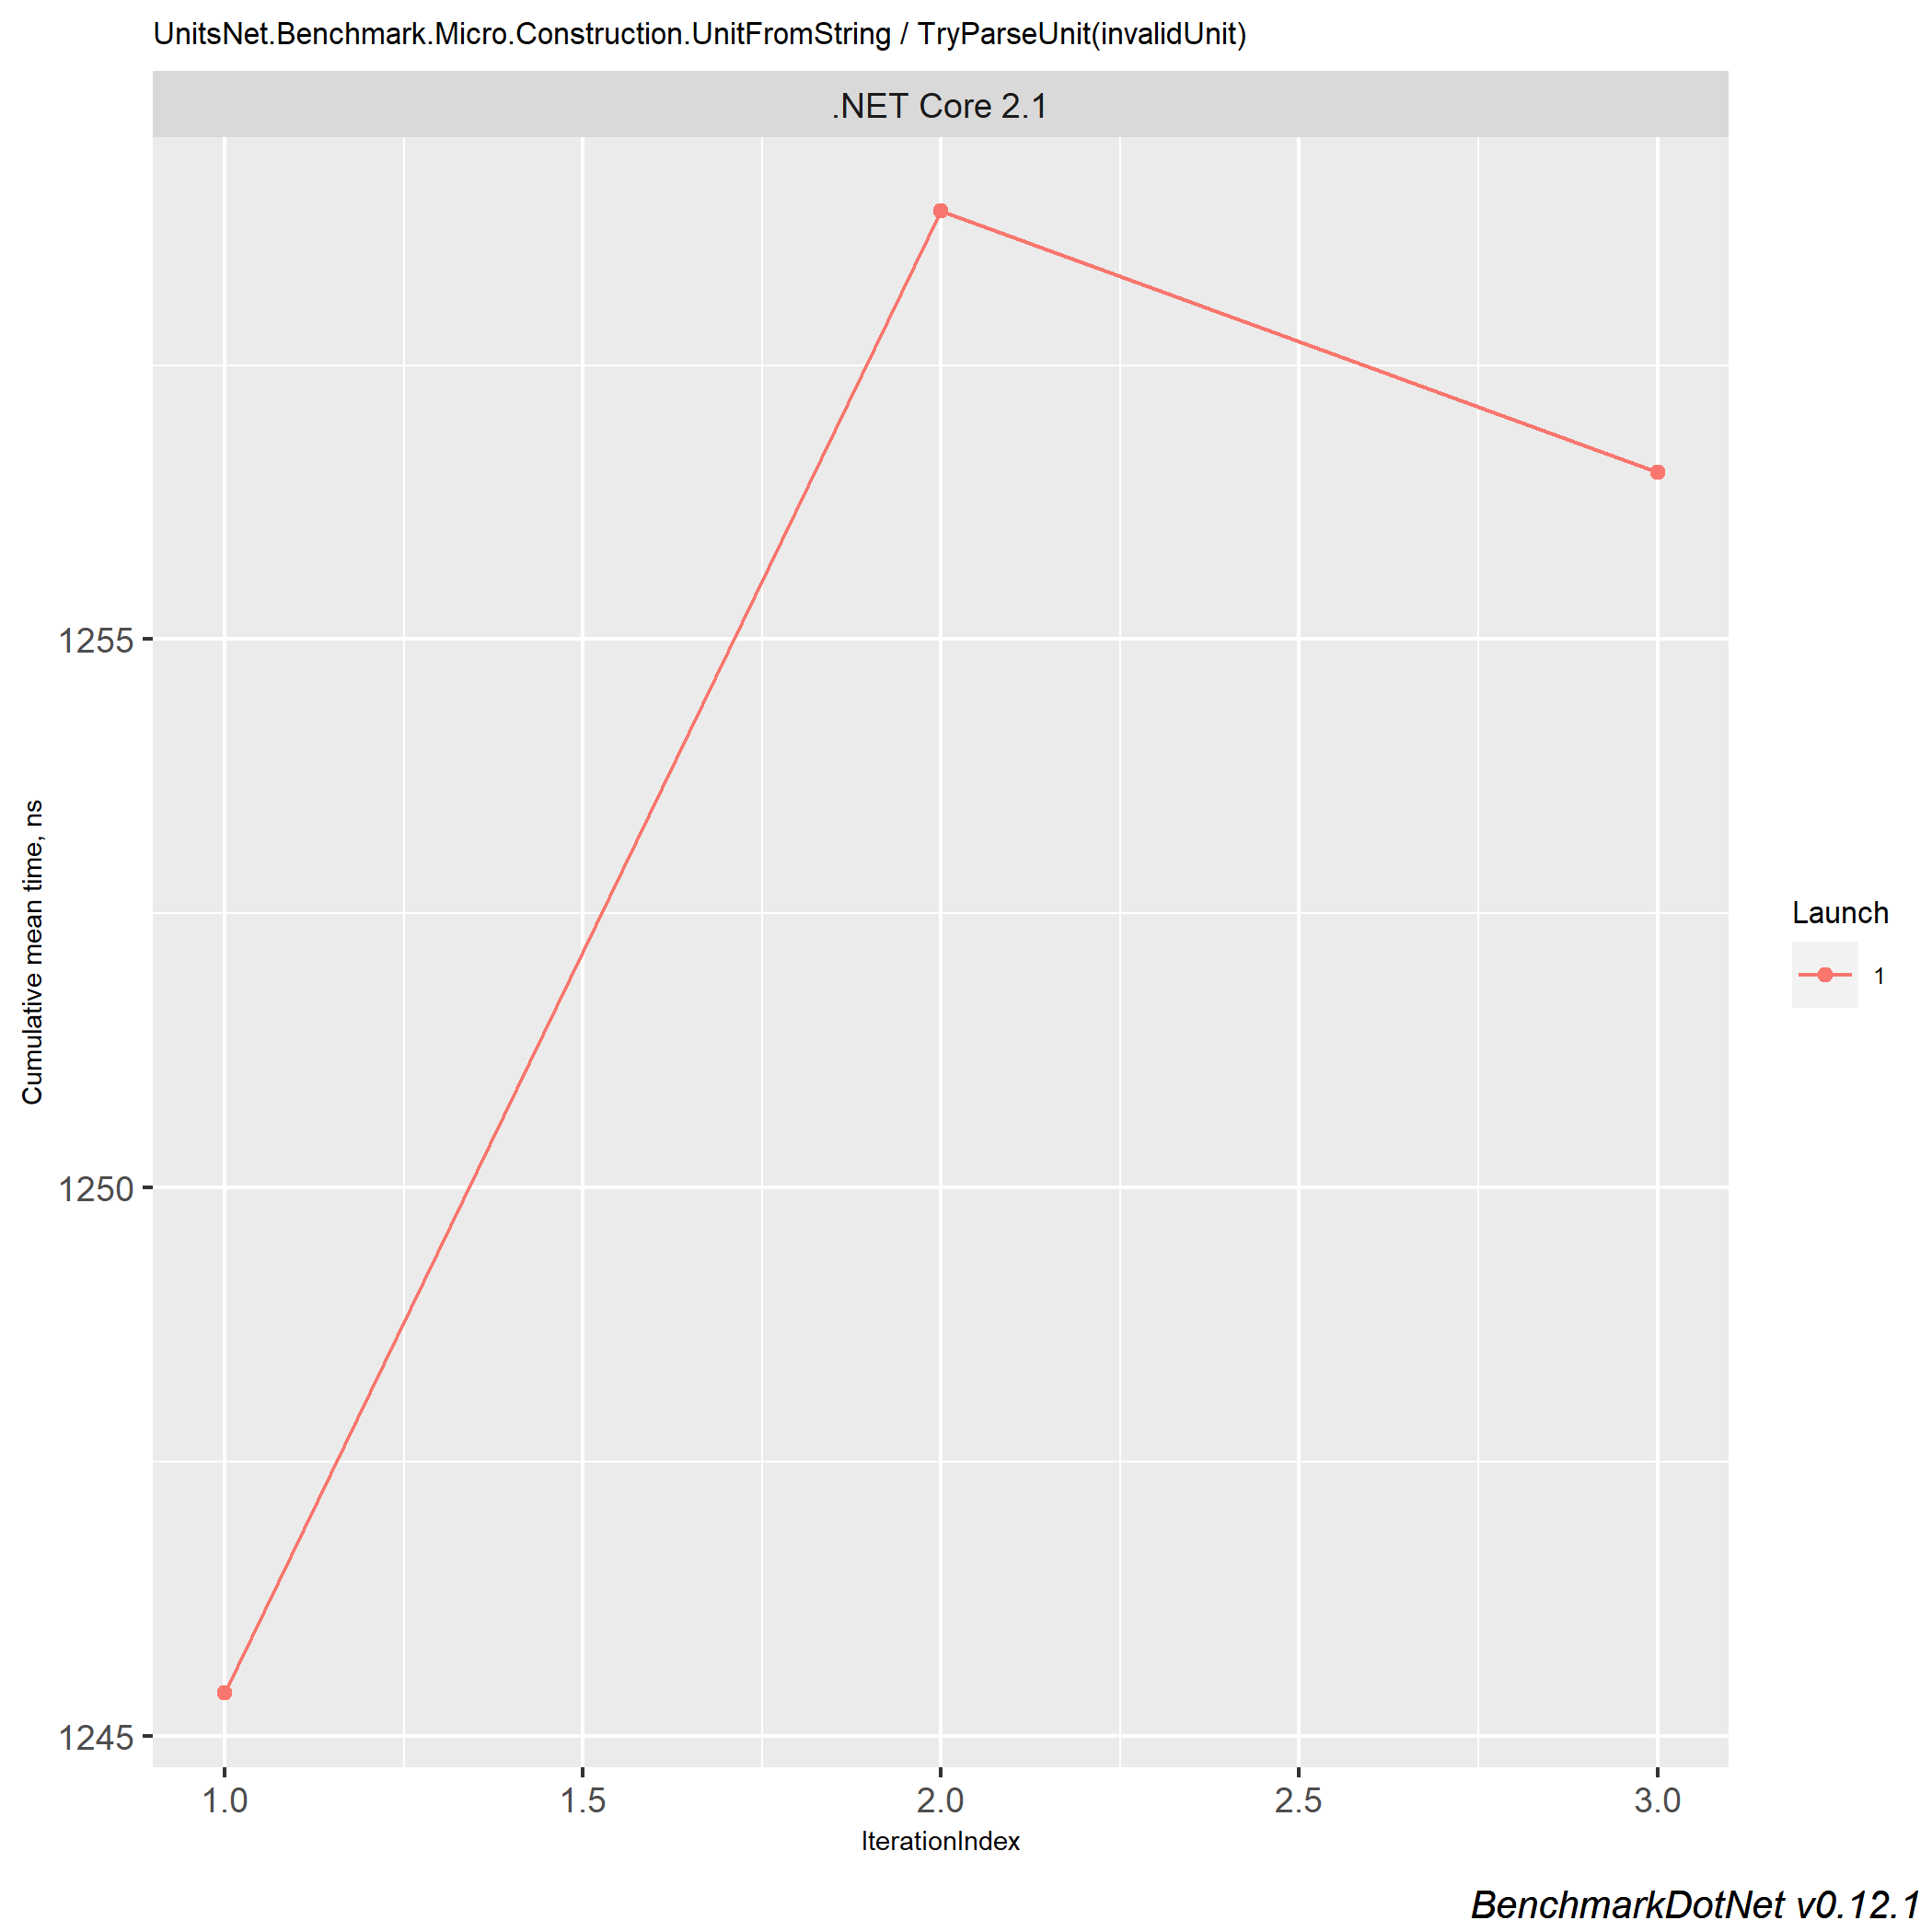 UnitsNet.Benchmark.Micro.Construction.UnitFromString / TryParseUnit(invalidUnit)
.NET Core 2.1
1255
1250
1245
Cumulative mean time, ns
1.0
1.5
2.0
2.5
3.0
IterationIndex
Launch
1
BenchmarkDotNet v0.12.1